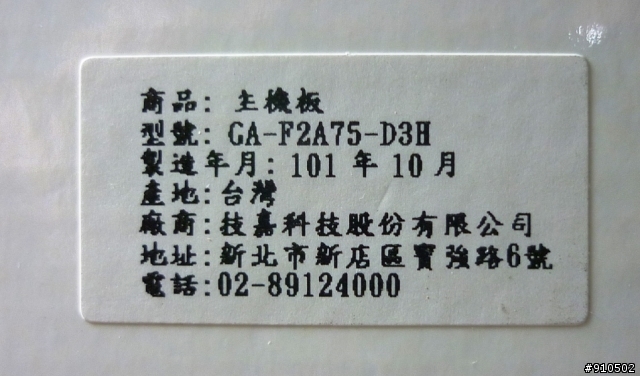 商品: 主機板
型號: GA-F2A75-D3H
製造年月: 101 年 10 月
產地: 台灣
廠商: 技嘉科技股份有限公司
地址: 新北市新店區寶強路6號
電話: 02-89124000
#910502